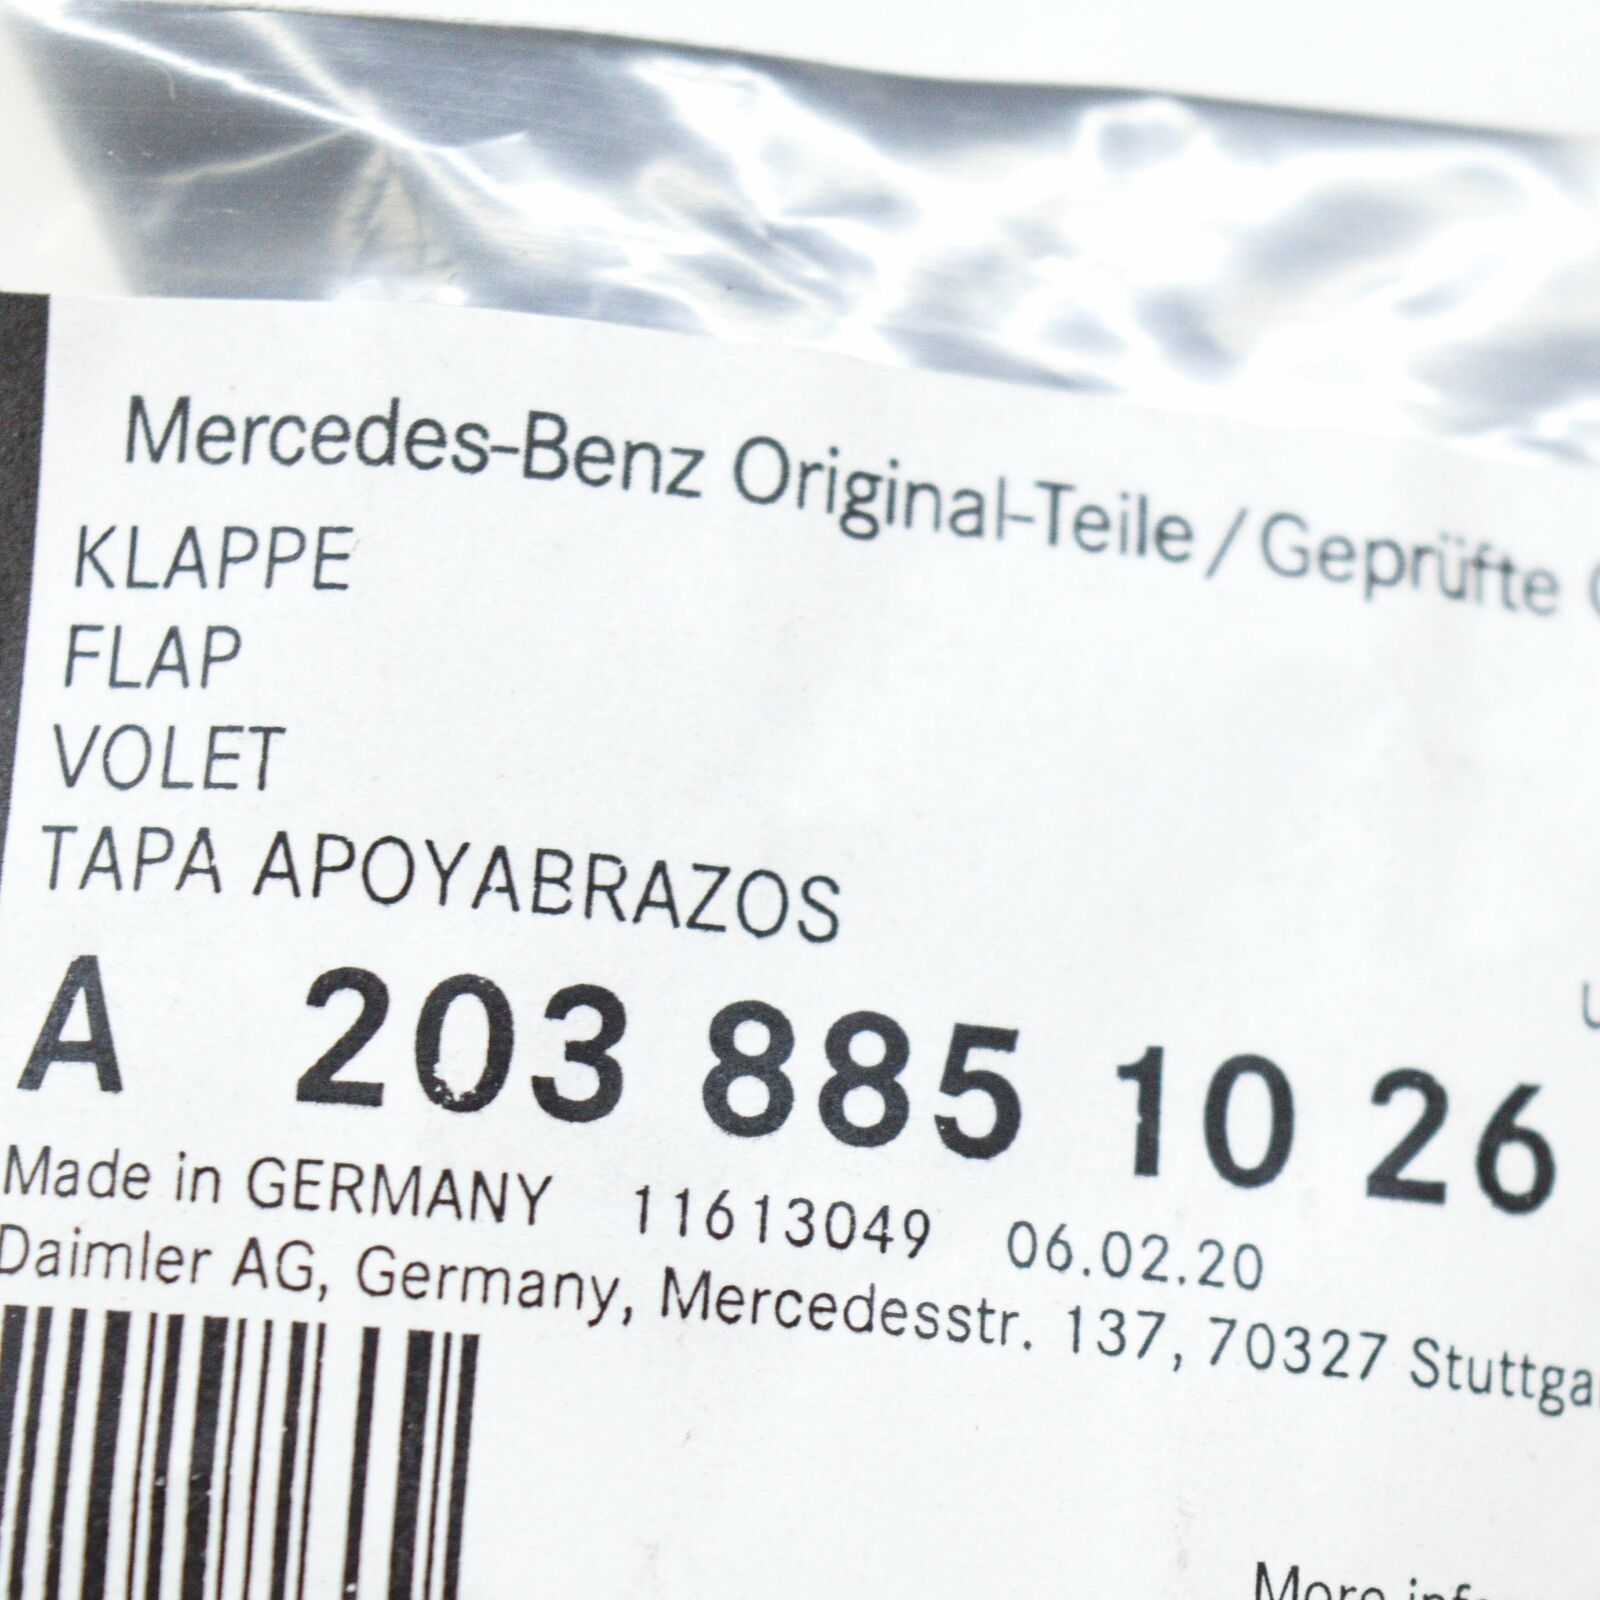 Mercedes-Benz Original-Teile / Geprüfte
KLAPPE
FLAP
VOLET
TAPA APOYABRAZOS
A 203 885 10 26
Made in GERMANY 11613049 06.02.20
Daimler AG, Germany, Mercedesstr. 137, 70327
More